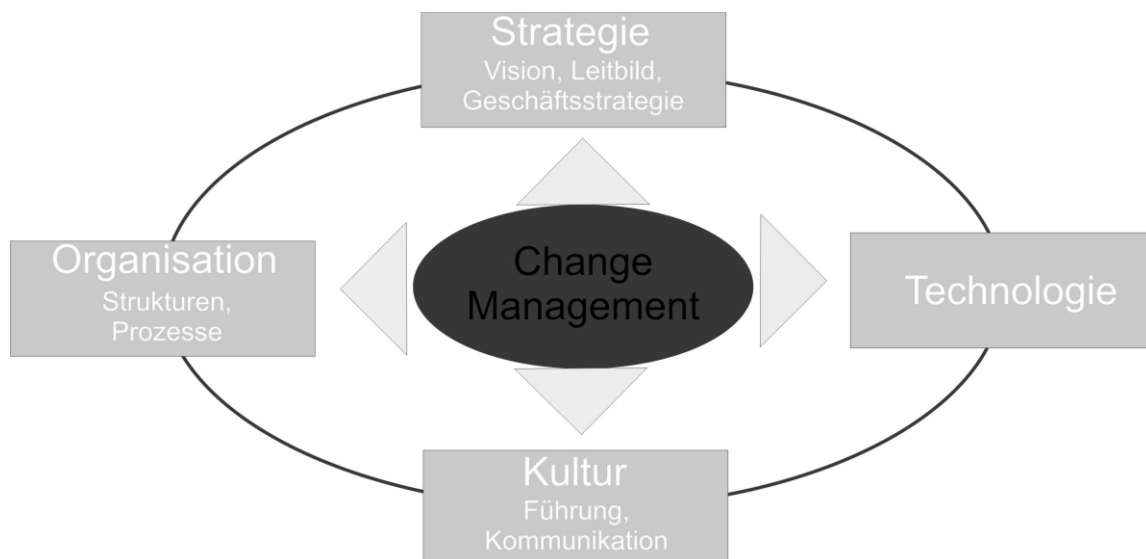 Strategie
Vision, Leitbild,
Geschäftsstrategie
Organisation
Strukturen,
Prozesse
Change
Management
Technologie
Kultur
Führung,
Kommunikation